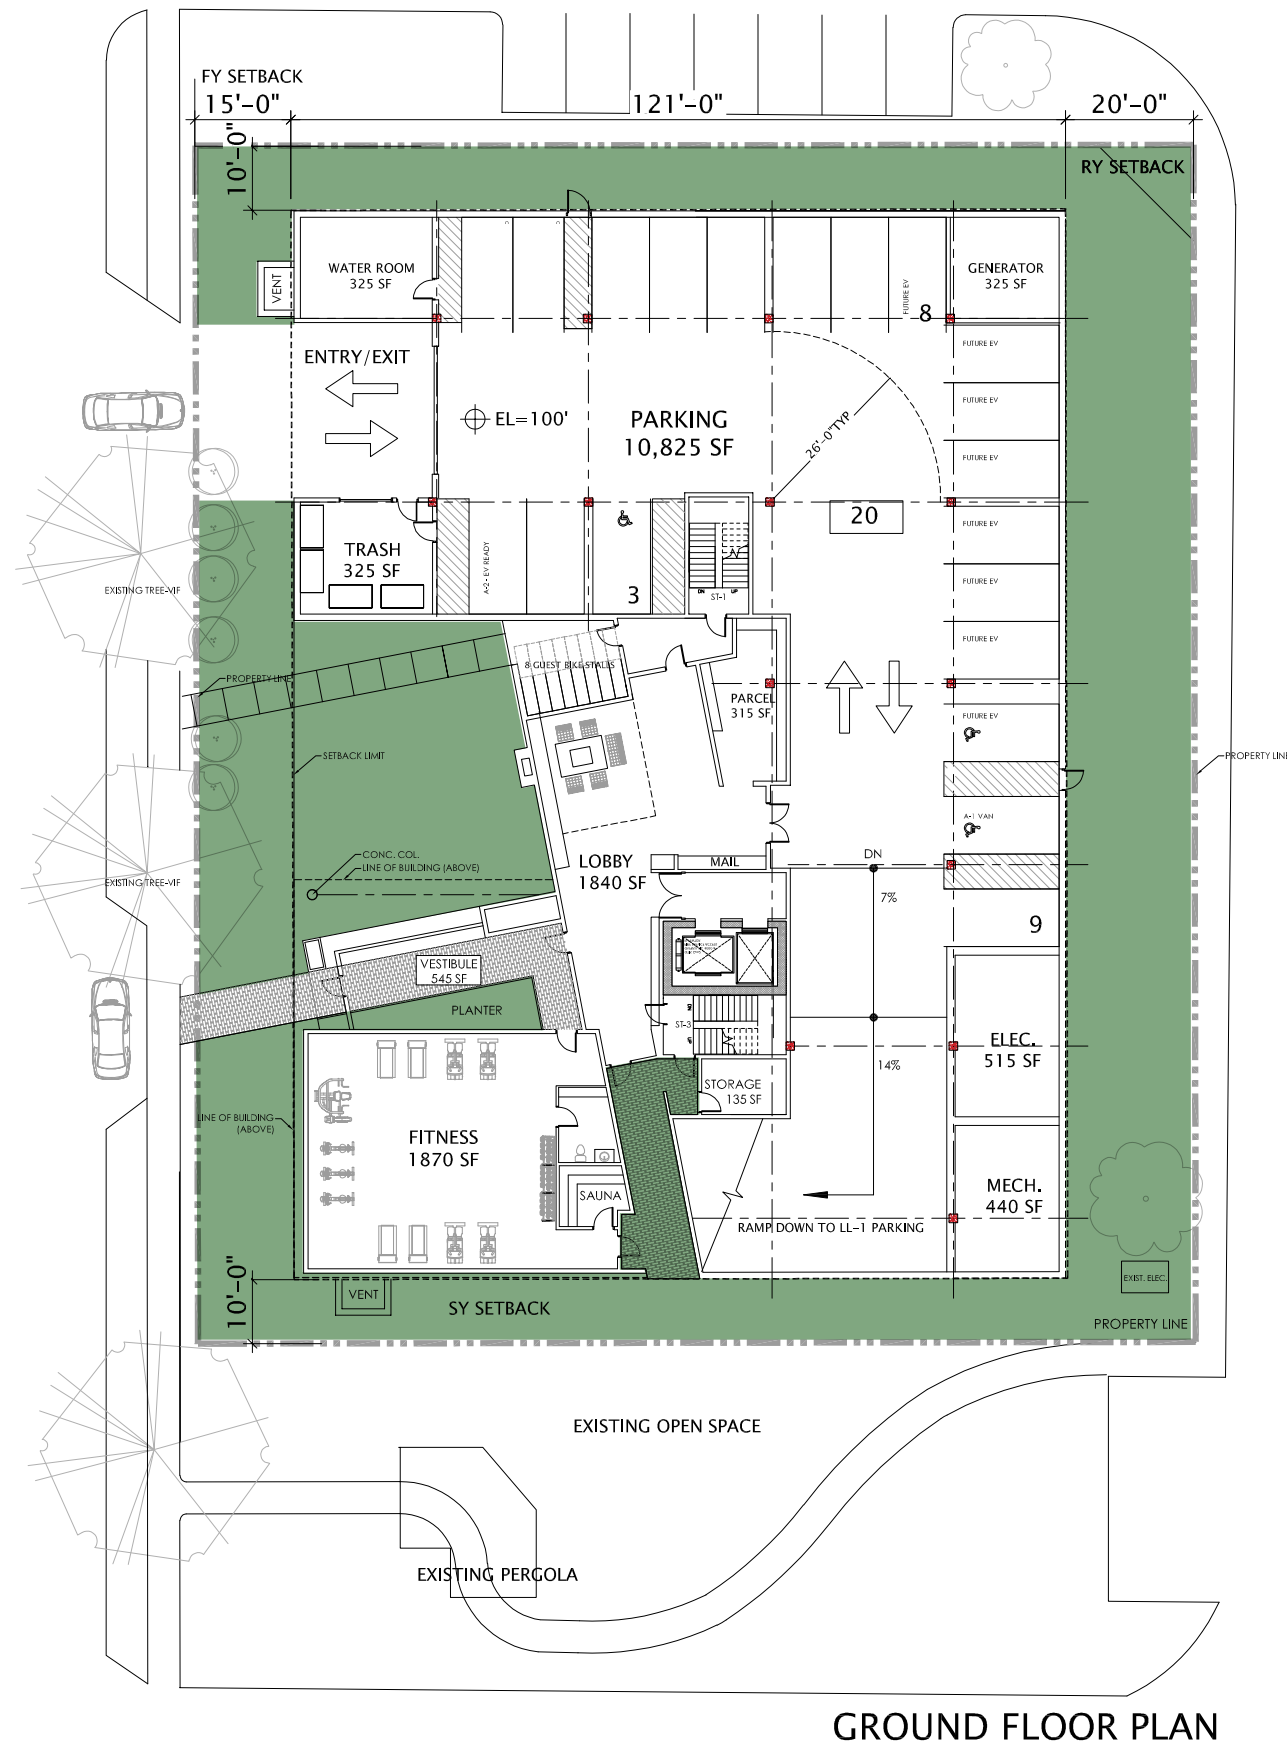 FY SETBACK
15'-0"
121'-0"
20'-0"
10'-0"
RY SETBACK
WATER ROOM
325 SF
GENERATOR
325 SF
VENT
FUTURE EV
8
FUTURE EV
ENTRY/EXIT
EL=100'
PARKING
10,825 SF
26'-0"TYP
FUTURE EV
FUTURE EV
20
FUTURE EV
TRASH
325 SF
A-2- EV READY
3
DN
UP
ST-1
FUTURE EV
EXISTING TREE-VIF
FUTURE EV
8 GUEST BIKE STALLS
PROPERTY LINE
PARCEL
315 SF
FUTURE EV
SETBACK LIMIT
PROPERTY LINE
A-1 VAN
CONC. COL.
LINE OF BUILDING (ABOVE)
LOBBY
1840 SF
MAIL
DN
EXISTING TREE-VIF
7%
9
VESTIBULE
545 SF
PLANTER
ST-3
ELEC.
515 SF
14%
STORAGE
135 SF
LINE OF BUILDING
(ABOVE)
FITNESS
1870 SF
SAUNA
MECH.
440 SF
RAMP DOWN TO LL-1 PARKING
10'-0"
VENT
SY SETBACK
EXIST. ELEC.
PROPERTY LINE
EXISTING OPEN SPACE
EXISTING PERGOLA
GROUND FLOOR PLAN